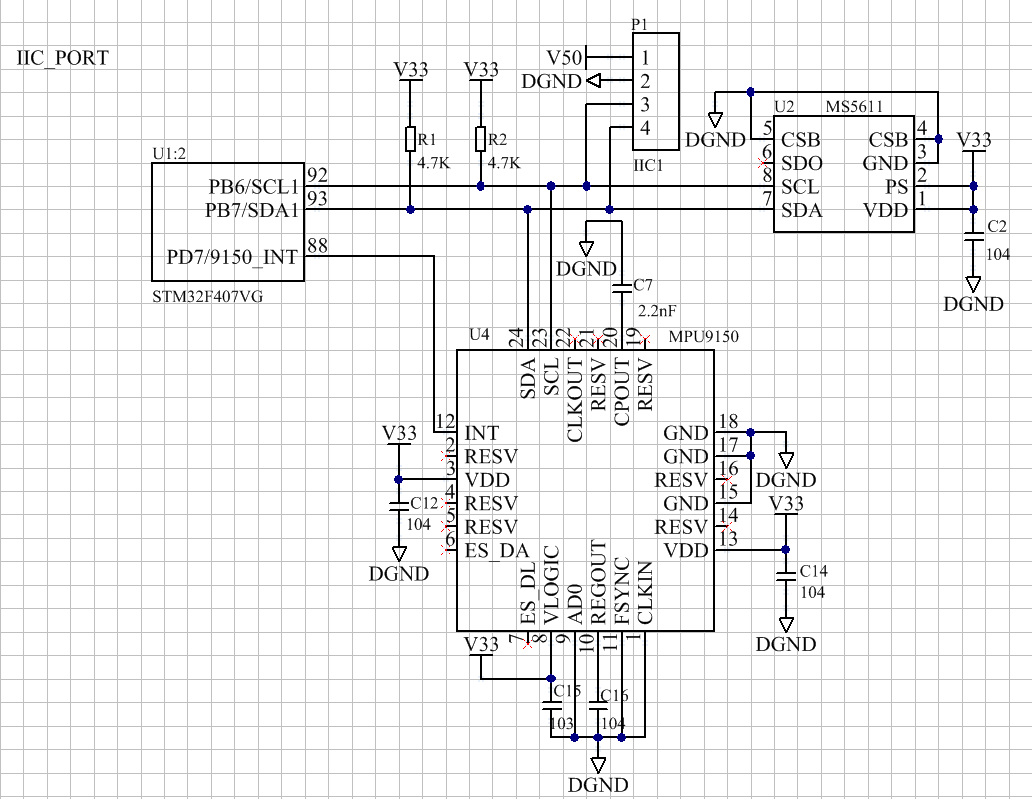 IIC_PORT
P1
V50
DGND
1
2
3
4
IIC1
V33
V33
R1
4.7K
R2
4.7K
U1:2
PB6/SCL1
92
PB7/SDA1
93
PD7/9150_INT
88
STM32F407VG
U2
MS5611
DGND
5
CSB
CSB
4
6
SDO
GND
3
8
SCL
PS
2
7
SDA
VDD
1
V33
C2
104
DGND
DGND
C7
2.2nF
U4
MPU9150
24
23
22
21
20
19
SDA
SCL
CLKOUT
RESV
CPOUT
RESV
12
INT
2
RESV
3
VDD
4
RESV
5
RESV
6
ES_DA
V33
C12
104
DGND
GND
18
GND
17
RESV
16
GND
15
RESV
14
VDD
13
DGND
V33
C14
104
DGND
ES_DL
VLOGIC
AD0
REGOUT
FSYNC
CLKIN
7
8
9
10
11
1
V33
C15
103
C16
104
DGND